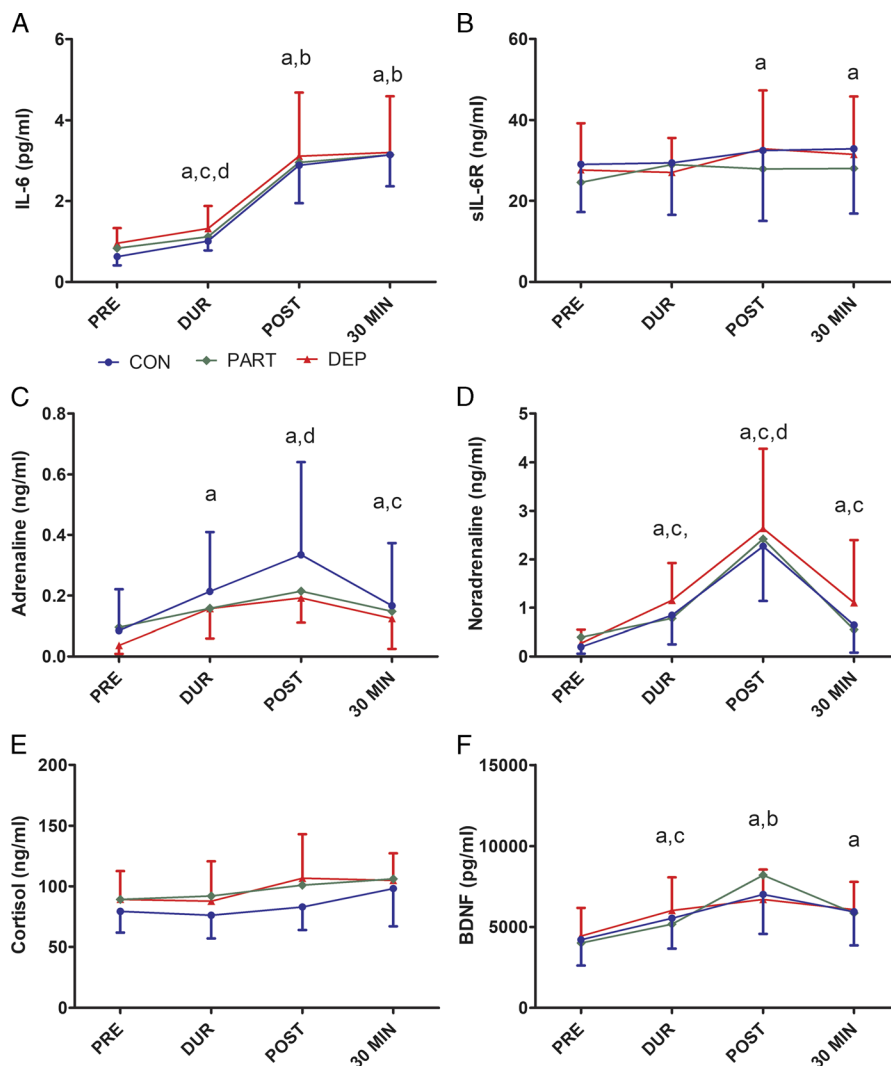 A
IL-6 (pg/ml)
6
4
2
0
a,c,d
a,b
a,b
PRE
DUR
POST
30 MIN
B
sIL-6R (ng/ml)
60
40
20
0
a
a
PRE
DUR
POST
30 MIN
CON PART DEP
C
Adrenaline (ng/ml)
0.8
0.6
0.4
0.2
0.0
a
a,d
a,c
PRE
DUR
POST
30 MIN
D
Noradrenaline (ng/ml)
5
4
3
2
1
0
a,c,
a,c,d
a,c
PRE
DUR
POST
30 MIN
E
Cortisol (ng/ml)
200
150
100
50
0
PRE
DUR
POST
30 MIN
F
BDNF (pg/ml)
15000
10000
5000
0
a,c
a,b
a
PRE
DUR
POST
30 MIN